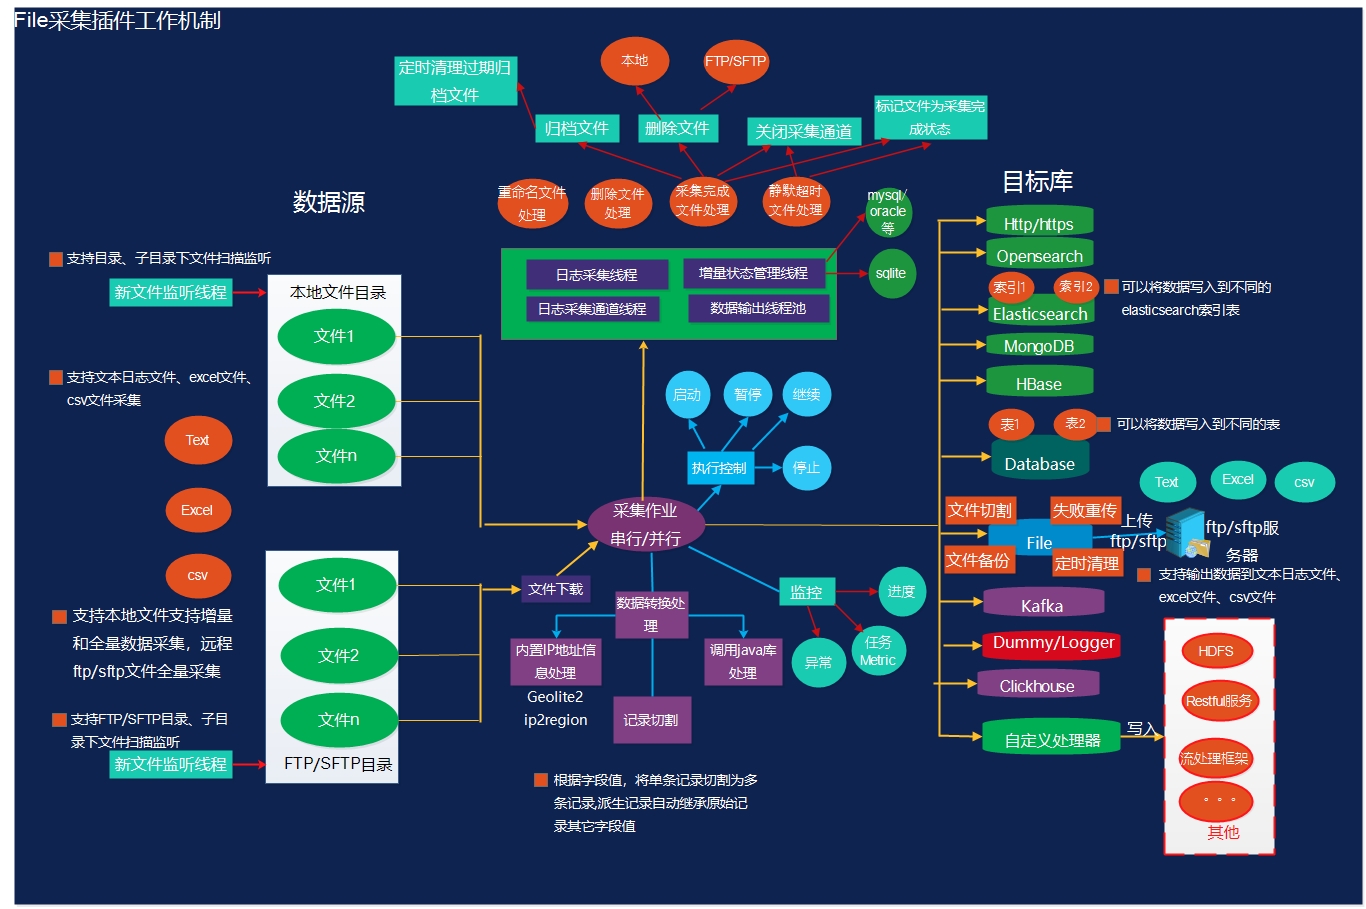 File采集插件工作机制
本地
FTP/SFTP
定时清理过期归
档文件
归档文件
删除文件
关闭采集通道
标记文件为采集完
成状态
重命名文件
处理
删除文件
处理
采集完成
文件处理
静默超时
文件处理
mysql/
oracle
等
sqlite
日志采集线程
增量状态管理线程
日志采集通道线程
数据输出线程池
数据源
支持目录、子目录下文件扫描监听
新文件监听线程
本地文件目录
文件1
文件2
文件n
支持文本日志文件、excel文件、
csv文件采集
Text
Excel
csv
支持本地文件支持增量
和全量数据采集，远程
ftp/sftp文件全量采集
支持FTP/SFTP目录、子目
录下文件扫描监听
新文件监听线程
文件1
文件2
文件n
FTP/SFTP目录
文件下载
启动
暂停
继续
执行控制
停止
采集作业
串行/并行
数据转换处
理
内置IP地址信
息处理
Geolite2
ip2region
调用java库
处理
记录切割
根据字段值，将单条记录切割为多
条记录,派生记录自动继承原始记
录其它字段值
监控
进度
异常
任务
Metric
目标库
Http/https
Opensearch
索引1
索引2
Elasticsearch
可以将数据写入到不同的
elasticsearch索引表
MongoDB
HBase
表1
表2
可以将数据写入到不同的表
Database
Text
Excel
csv
文件切割
失败重传
File
文件备份
定时清理
上传
ftp/sftp
ftp/sftp服
务器
支持输出数据到文本日志文件、
excel文件、csv文件
Kafka
Dummy/Logger
Clickhouse
自定义处理器
写入
HDFS
Restful服务
流处理框架
。。。
其他